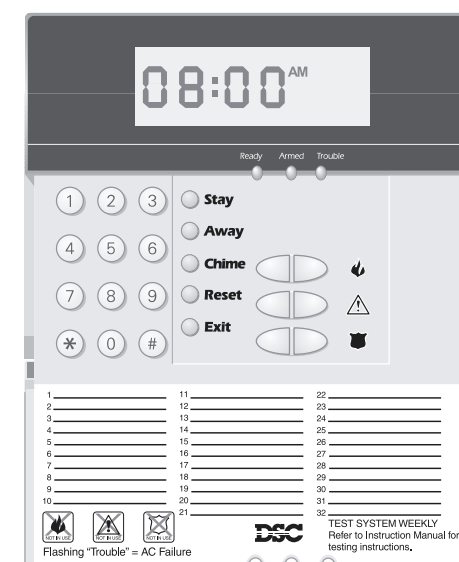 08:00 AM
Ready Armed Trouble
1 2 3 Stay
Away
4 5 6 Chime
7 8 9 Reset
Exit
* 0 #
1 11 22
2 12 23
3 13 24
4 14 25
5 15 26
6 16 27
7 17 28
8 18 29
9 19 30
10 20 31
21 32
NOT IN USE NOT IN USE NOT IN USE
DSC
TEST SYSTEM WEEKLY
Refer to Instruction Manual for
testing instructions.
Flashing "Trouble" = AC Failure